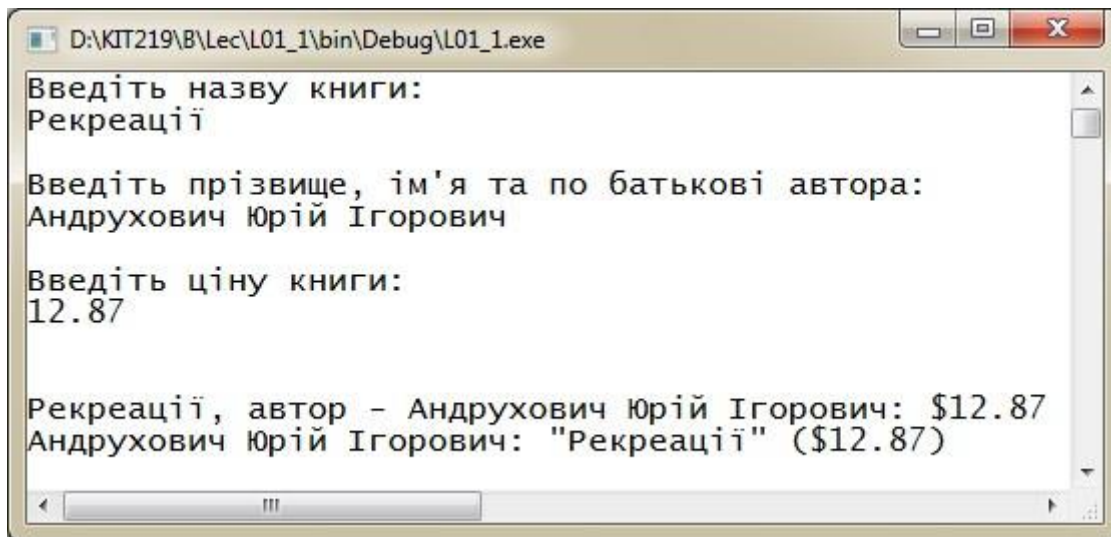 D:\KIT219\B\Lec\L01_1\bin\Debug\L01_1.exe
Введіть назву книги:
Рекреації
Введіть прізвище, ім'я та по батькові автора:
Андрухович Юрій Ігорович
Введіть ціну книги:
12.87
Рекреації, автор – Андрухович Юрій Ігорович: $12.87
Андрухович Юрій Ігорович: "Рекреації" ($12.87)